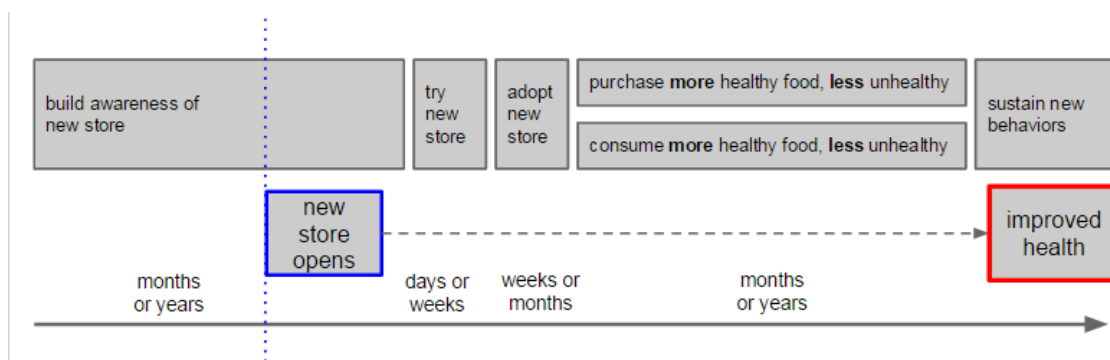 build awareness of
new store
try
new
store
adopt
new
store
purchase more healthy food, less unhealthy
consume more healthy food, less unhealthy
sustain new
behaviors
new
store
opens
improved
health
months
or years
days or
weeks
weeks or
months
months
or years